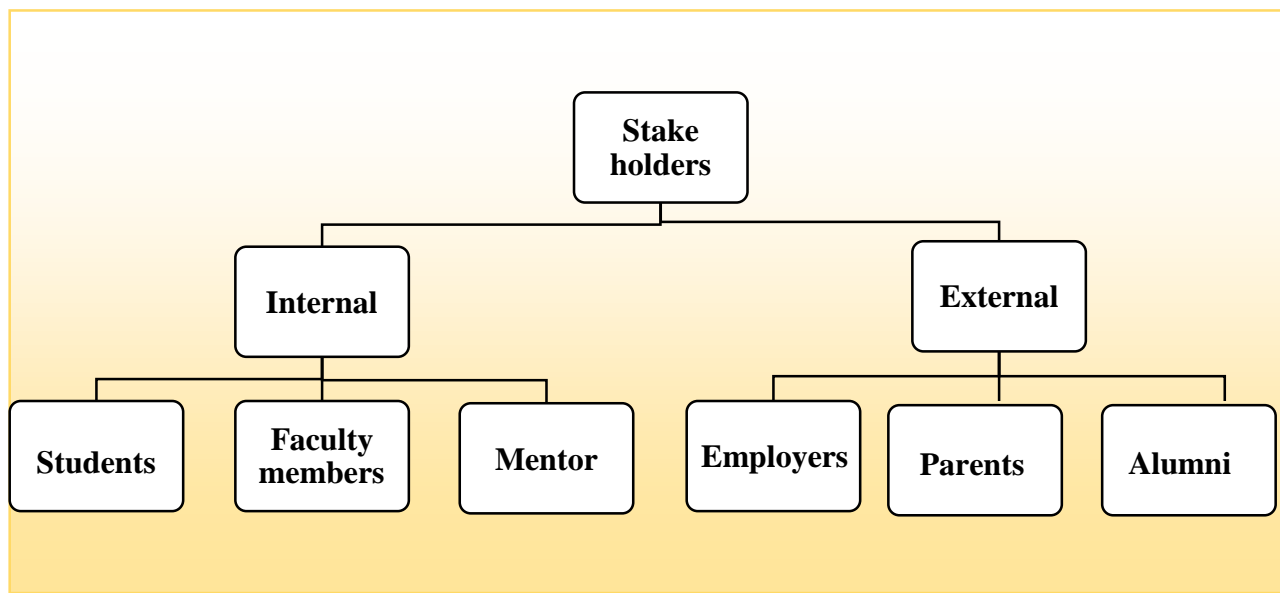 Stake
holders
Internal
External
Students
Faculty
members
Mentor
Employers
Parents
Alumni